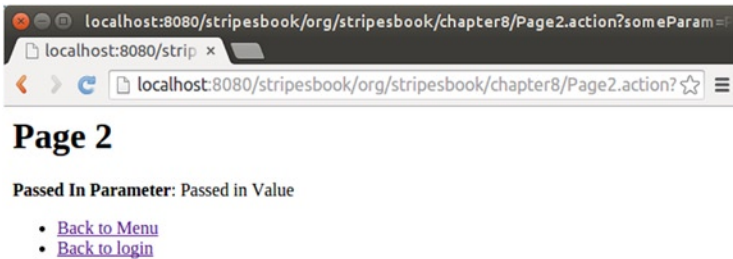 localhost:8080/stripesbook/org/stripesbook/chapter8/Page2.action?someParam=
localhost:8080/strip
localhost:8080/stripesbook/org/stripesbook/chapter8/Page2.action?
Page 2
Passed In Parameter: Passed in Value
Back to Menu
Back to login